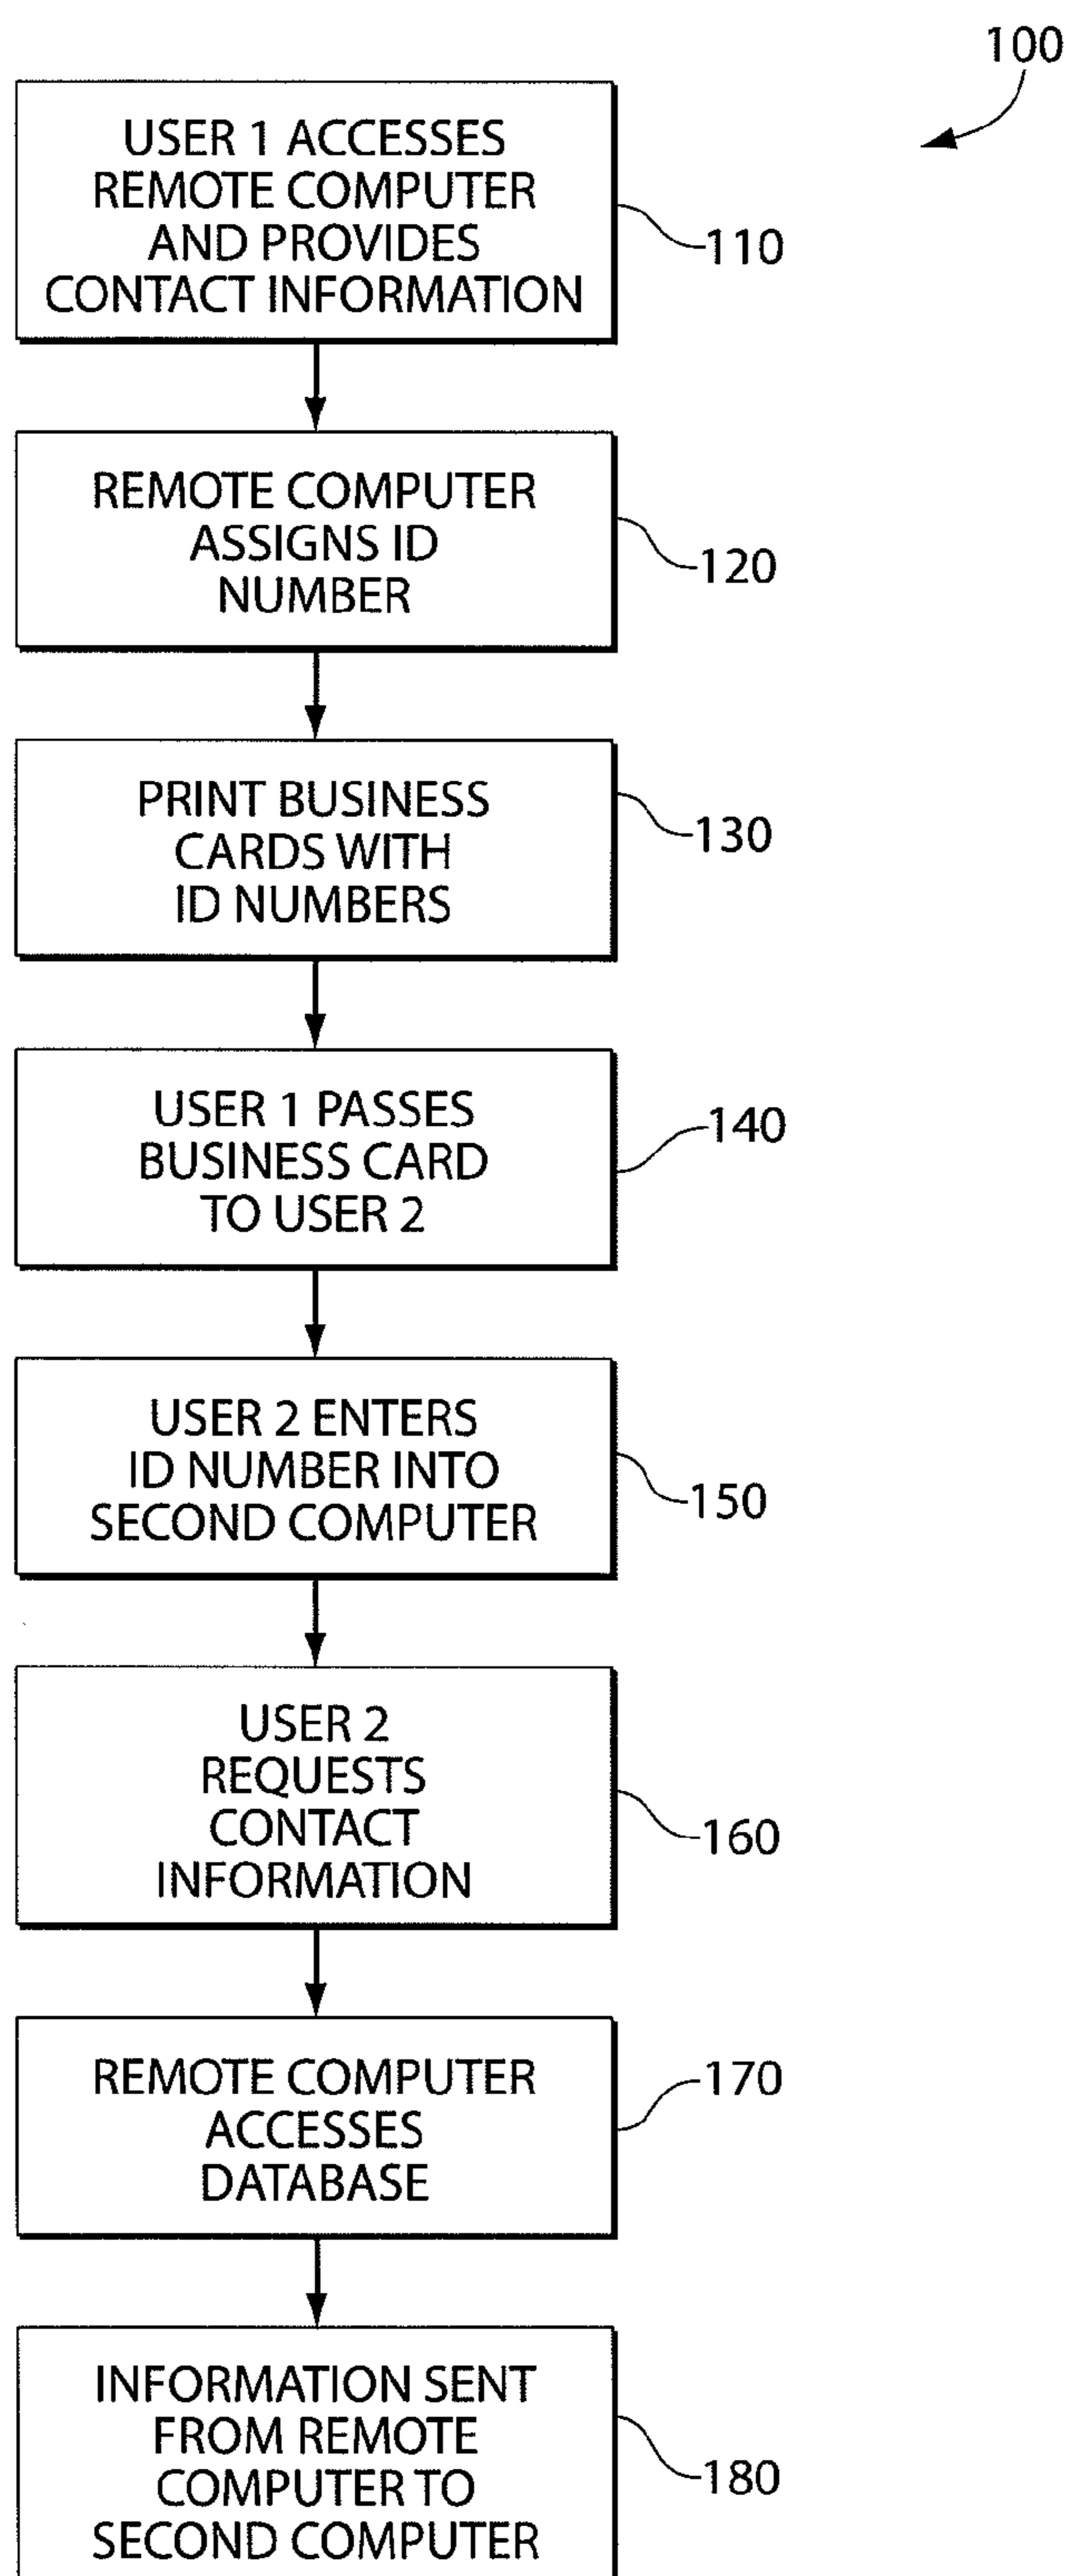 100
USER 1 ACCESSES
REMOTE COMPUTER
AND PROVIDES
CONTACT INFORMATION
110
REMOTE COMPUTER
ASSIGNS ID
NUMBER
120
PRINT BUSINESS
CARDS WITH
ID NUMBERS
130
USER 1 PASSES
BUSINESS CARD
TO USER 2
140
USER 2 ENTERS
ID NUMBER INTO
SECOND COMPUTER
150
USER 2
REQUESTS
CONTACT
INFORMATION
160
REMOTE COMPUTER
ACCESSES
DATABASE
170
INFORMATION SENT
FROM REMOTE
COMPUTER TO
SECOND COMPUTER
180